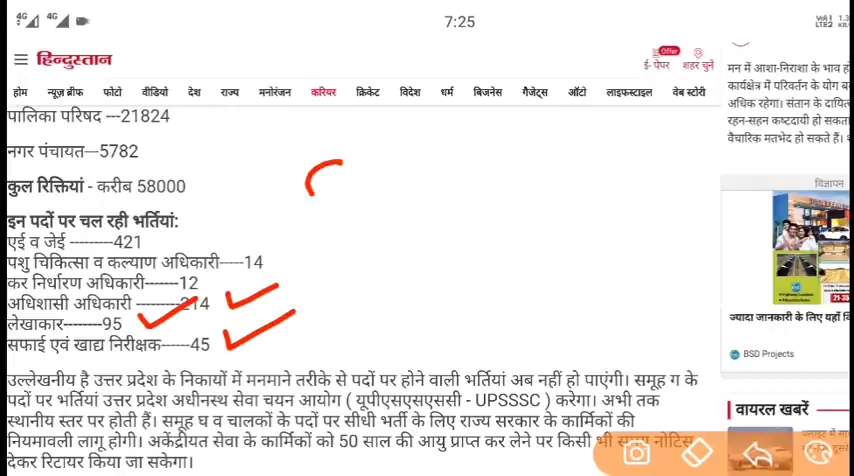 4G 4G 7:25 LTE2
हिन्दुस्तान Offer
ई- पेपर शहर चुनें
होम न्यूज़ ब्रीफ फोटो वीडियो देश राज्य मनोरंजन करियर क्रिकेट विदेश धर्म बिजनेस गैजेट्स ऑटो लाइफस्टाइल वेब स्टोरी
पालिका परिषद ---21824
नगर पंचायत---5782
कुल रिक्तियां - करीब 58000
इन पदों पर चल रही भर्तियां:
एई व जेई ---------421
पशु चिकित्सा व कल्याण अधिकारी-----14
कर निर्धारण अधिकारी-------12
अधिशासी अधिकारी ---------214
लेखाकार--------95
सफाई एवं खाद्य निरीक्षक------45
उल्लेखनीय है उत्तर प्रदेश के निकायों में मनमाने तरीके से पदों पर होने वाली भर्तियां अब नहीं हो पाएंगी। समूह ग के
पदों पर भर्तियां उत्तर प्रदेश अधीनस्थ सेवा चयन आयोग ( यूपीएसएसएससी - UPSSSC ) करेगा। अभी तक
स्थानीय स्तर पर होती हैं। समूह घ व चालकों के पदों पर सीधी भर्ती के लिए राज्य सरकार के कार्मिकों की
नियमावली लागू होगी। अकेंद्रीयत सेवा के कार्मिकों को 50 साल की आयु प्राप्त कर लेने पर किसी भी समय नोटिस
देकर रिटायर किया जा सकेगा।
मन में आशा-निराशा के भाव
कार्यक्षेत्र में परिवर्तन के योग
अधिक रहेगा। संतान के
रहन-सहन कष्टदायी हो
वैचारिक मतभेद हो सकते हैं।
विज्ञापन
ज्यादा जानकारी के लिए यहाँ
BSD Projects
वायरल खबरें